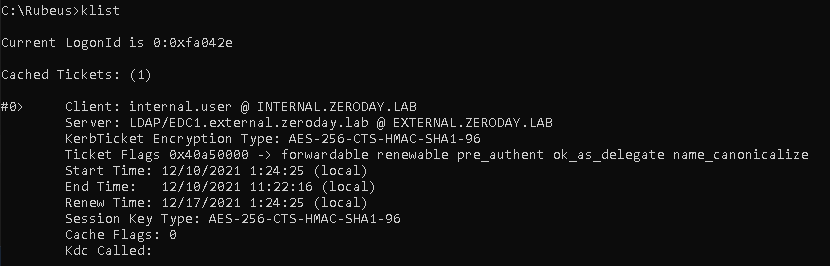 C:\Rubeus>klist
Current LogonId is 0:0xfa042e
Cached Tickets: (1)
#0>     Client: internal.user @ INTERNAL.ZERODAY.LAB
Server: LDAP/EDC1.external.zeroday.lab @ EXTERNAL.ZERODAY.LAB
KerbTicket Encryption Type: AES-256-CTS-HMAC-SHA1-96
Ticket Flags 0x40a50000 -> forwardable renewable pre_authent ok_as_delegate name_canonicalize
Start Time: 12/10/2021 1:24:25 (local)
End Time:   12/10/2021 11:22:16 (local)
Renew Time: 12/17/2021 1:24:25 (local)
Session Key Type: AES-256-CTS-HMAC-SHA1-96
Cache Flags: 0
Kdc Called: